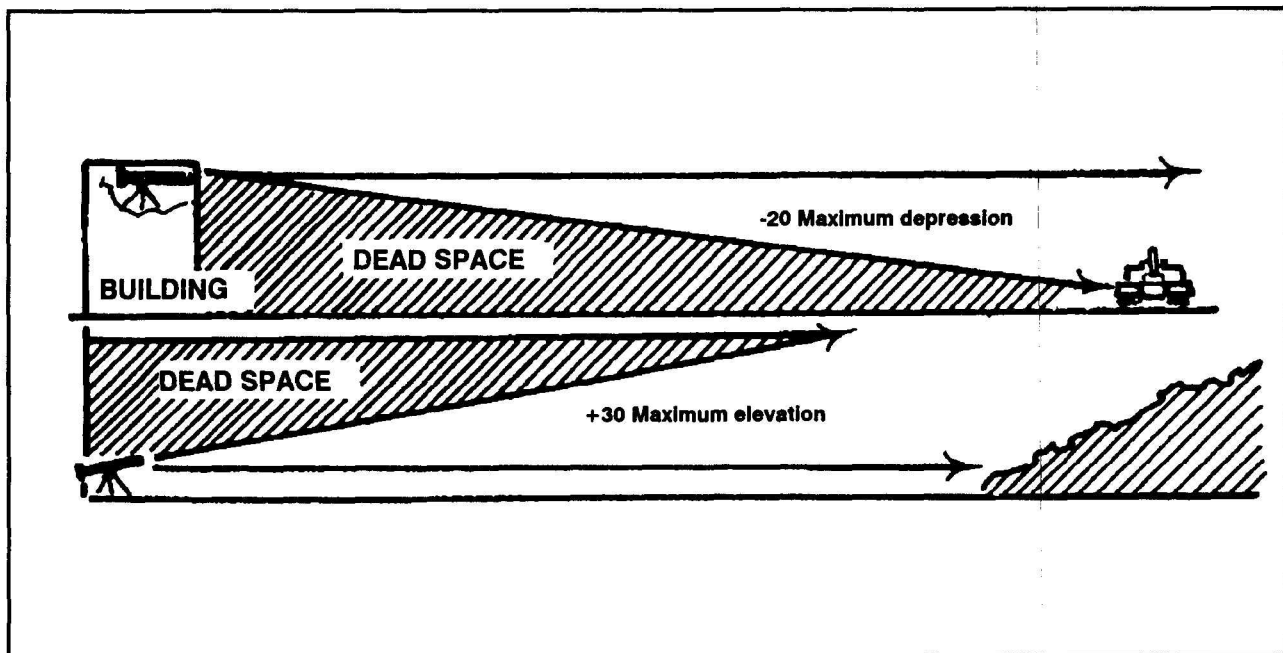 -20 Maximum depression
DEAD SPACE
BUILDING
DEAD SPACE
+30 Maximum elevation